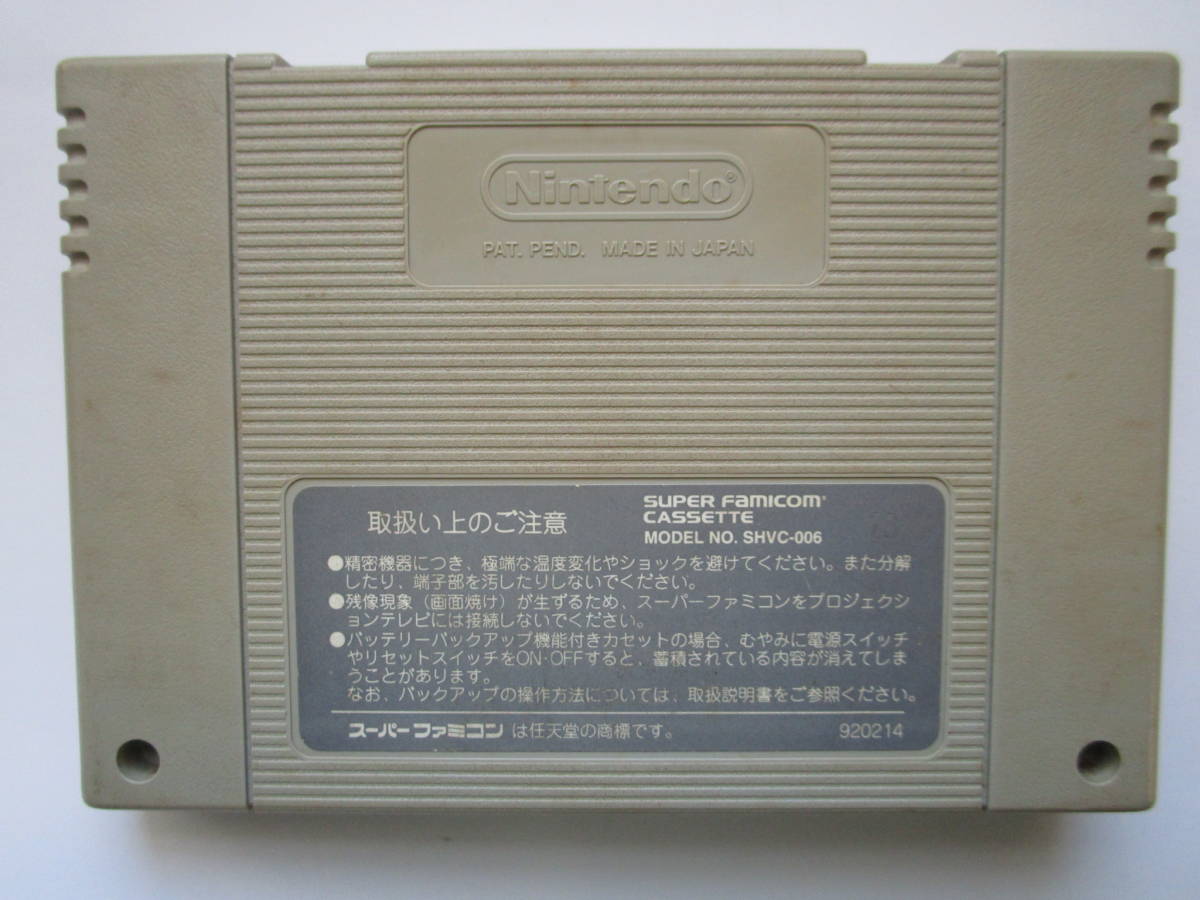 Nintendo®
PAT. PEND. MADE IN JAPAN
取扱い上のご注意
SUPER FAMICOM
CASSETTE
MODEL NO. SHVC-006
●精密機器につき、極端な温度変化やショックを避けてください。また分解
したり、端子部を汚したりしないでください。
●残像現象（画面焼け）が生ずるため、スーパーファミコンをプロジェクシ
ョンテレビには接続しないでください。
●バッテリーバックアップ機能付きカセットの場合、むやみに電源スイッチ
やリセットスイッチをON・OFFすると、蓄積されている内容が消えてしま
うことがあります。
なお、バックアップの操作方法については、取扱説明書をご参照ください。
スーパーファミコンは任天堂の商標です。
920214